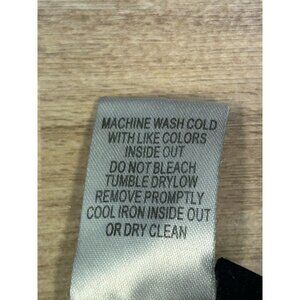 MACHINE WASH COLD
WITH LIKE COLORS
INSIDE OUT
DO NOT BLEACH
TUMBLE DRYLOW
REMOVE PROMPTLY
COOL IRON INSIDE OUT
OR DRY CLEAN